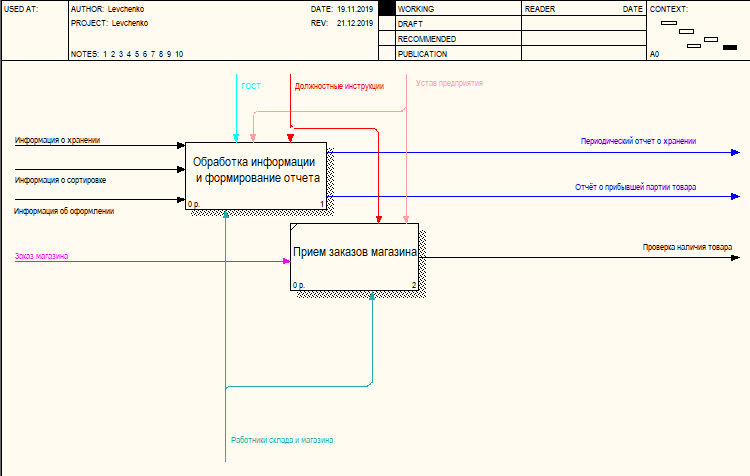 USED AT:
AUTHOR: Levchenko
DATE: 19.11.2019
WORKING
READER
DATE
CONTEXT:
PROJECT: Levchenko
REV: 21.12.2019
DRAFT
RECOMMENDED
NOTES: 1 2 3 4 5 6 7 8 9 10
PUBLICATION
A0
ГОСТ
Должностные инструкции
Устав предприятия
Информация о хранении
Информация о сортировке
Информация об оформлении
Обработка информации
и формирование отчета
0 р.
1
Периодический отчет о хранении
Отчёт о прибывшей партии товара
Заказ магазина
Прием заказов магазина
0 р.
2
Проверка наличия товара
Работники склада и магазина